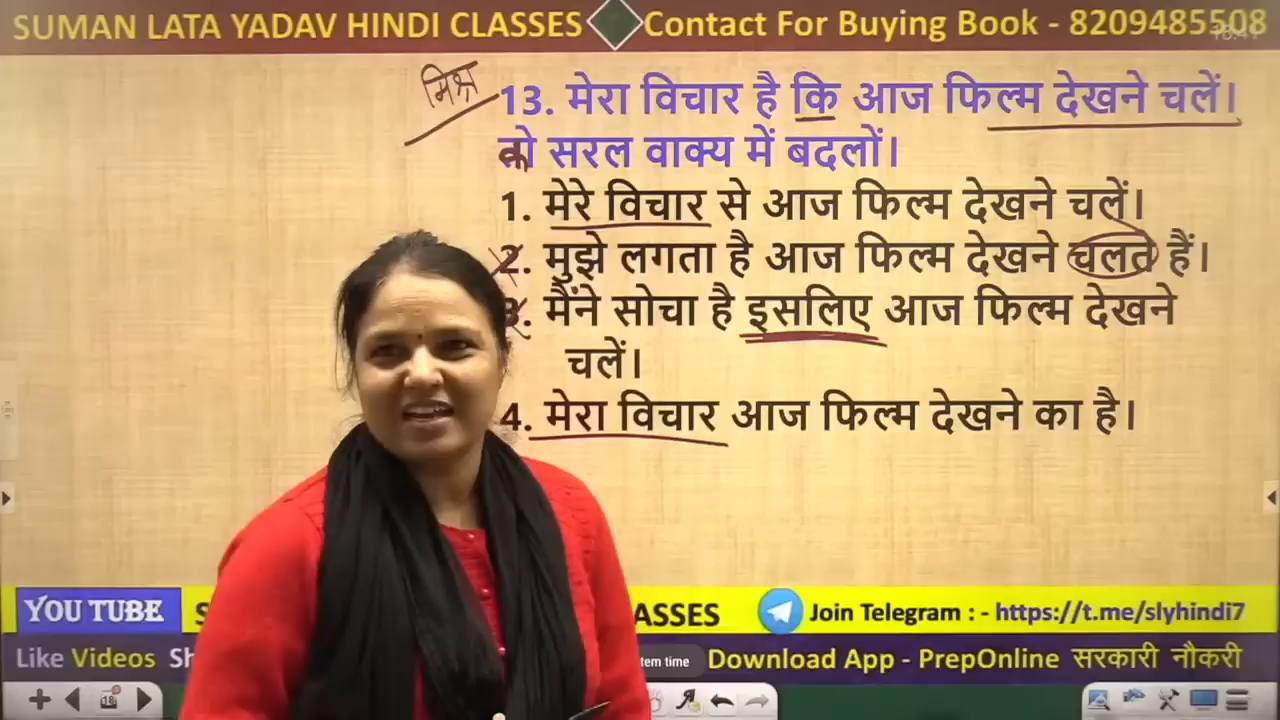 SUMAN LATA YADAV HINDI CLASSES Contact For Buying Book - 8209485508
मिश्र
13. मेरा विचार है कि आज फिल्म देखने चलें।
को सरल वाक्य में बदलों।
1. मेरे विचार से आज फिल्म देखने चलें।
2. मुझे लगता है आज फिल्म देखने चलते हैं।
3. मैंने सोचा है इसलिए आज फिल्म देखने
चलें।
4. मेरा विचार आज फिल्म देखने का है।
YOU TUBE ASSES Join Telegram : - https://t.me/slyhindi7
Like Videos Download App - PrepOnline सरकारी नौकरी